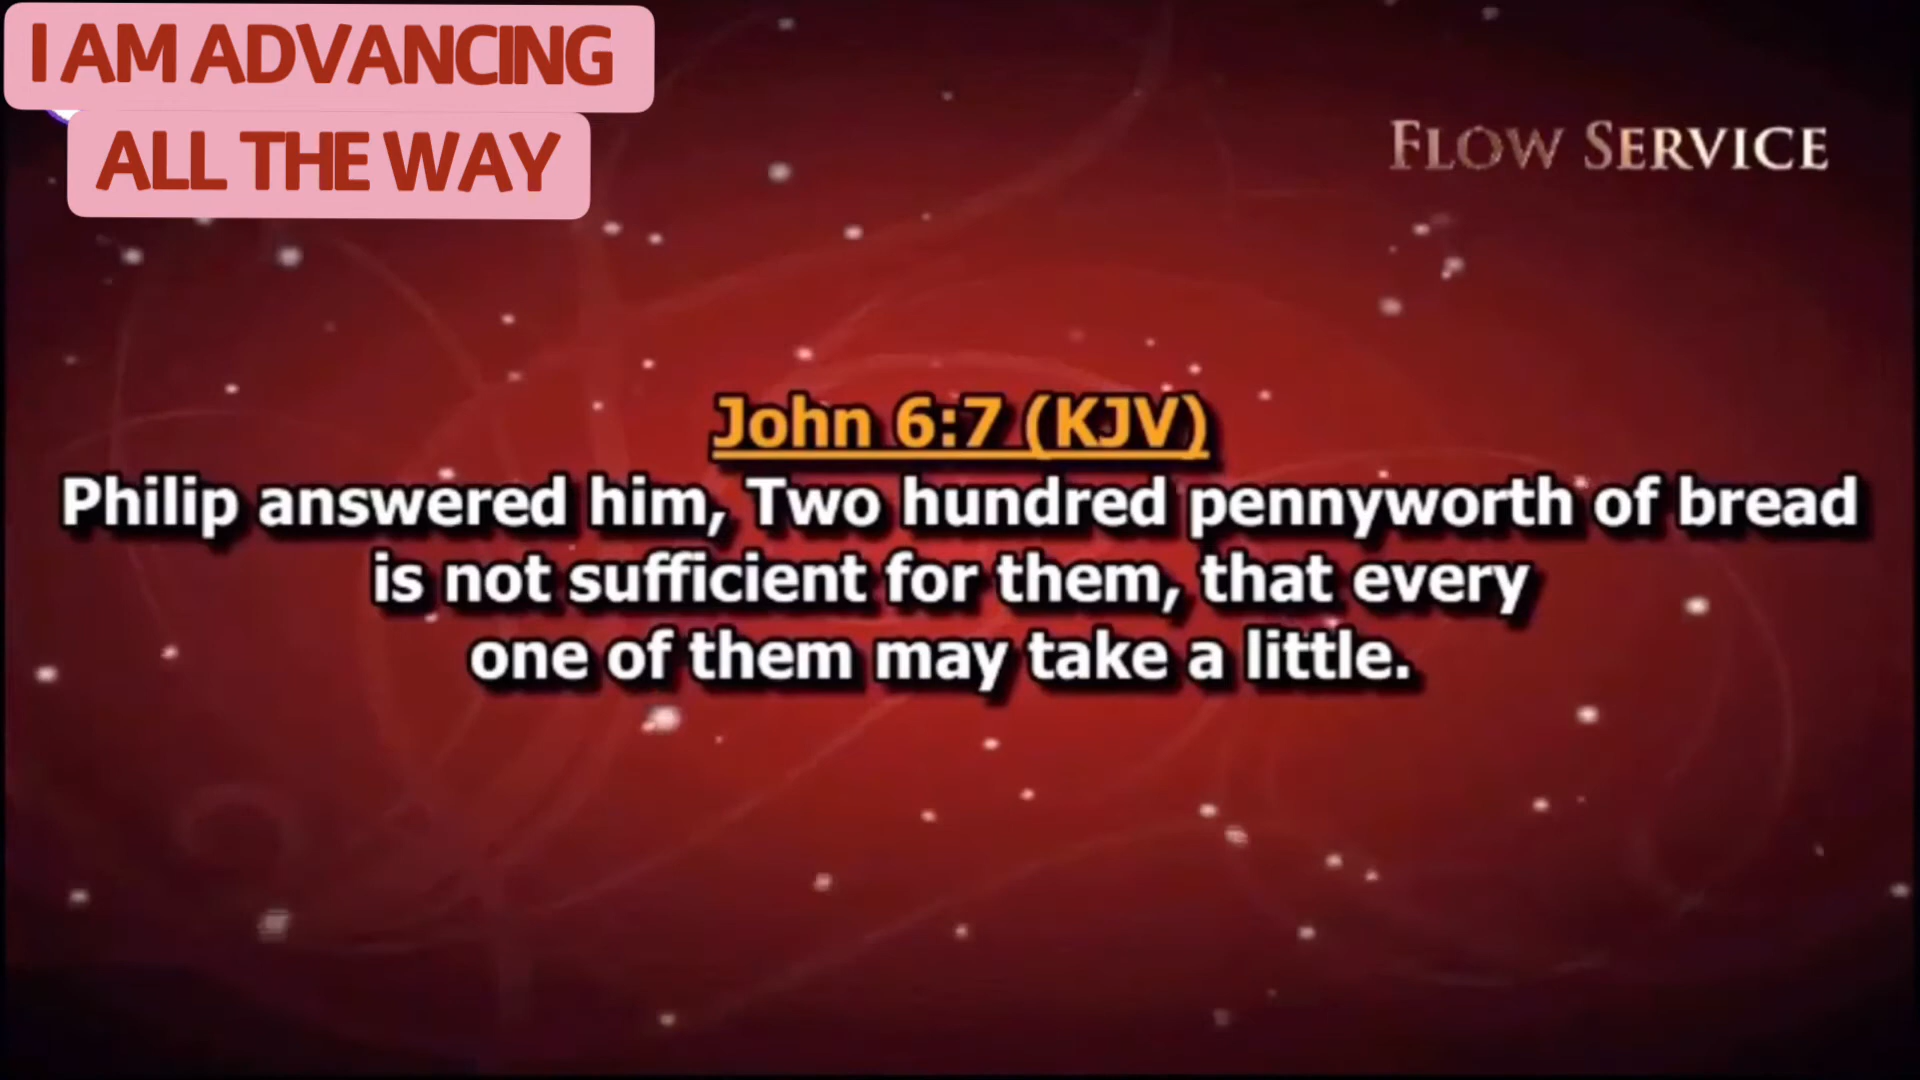 I AM ADVANCING
ALL THE WAY
FLOW SERVICE
John 6:7 (KJV)
Philip answered him, Two hundred pennyworth of bread
is not sufficient for them, that every
one of them may take a little.